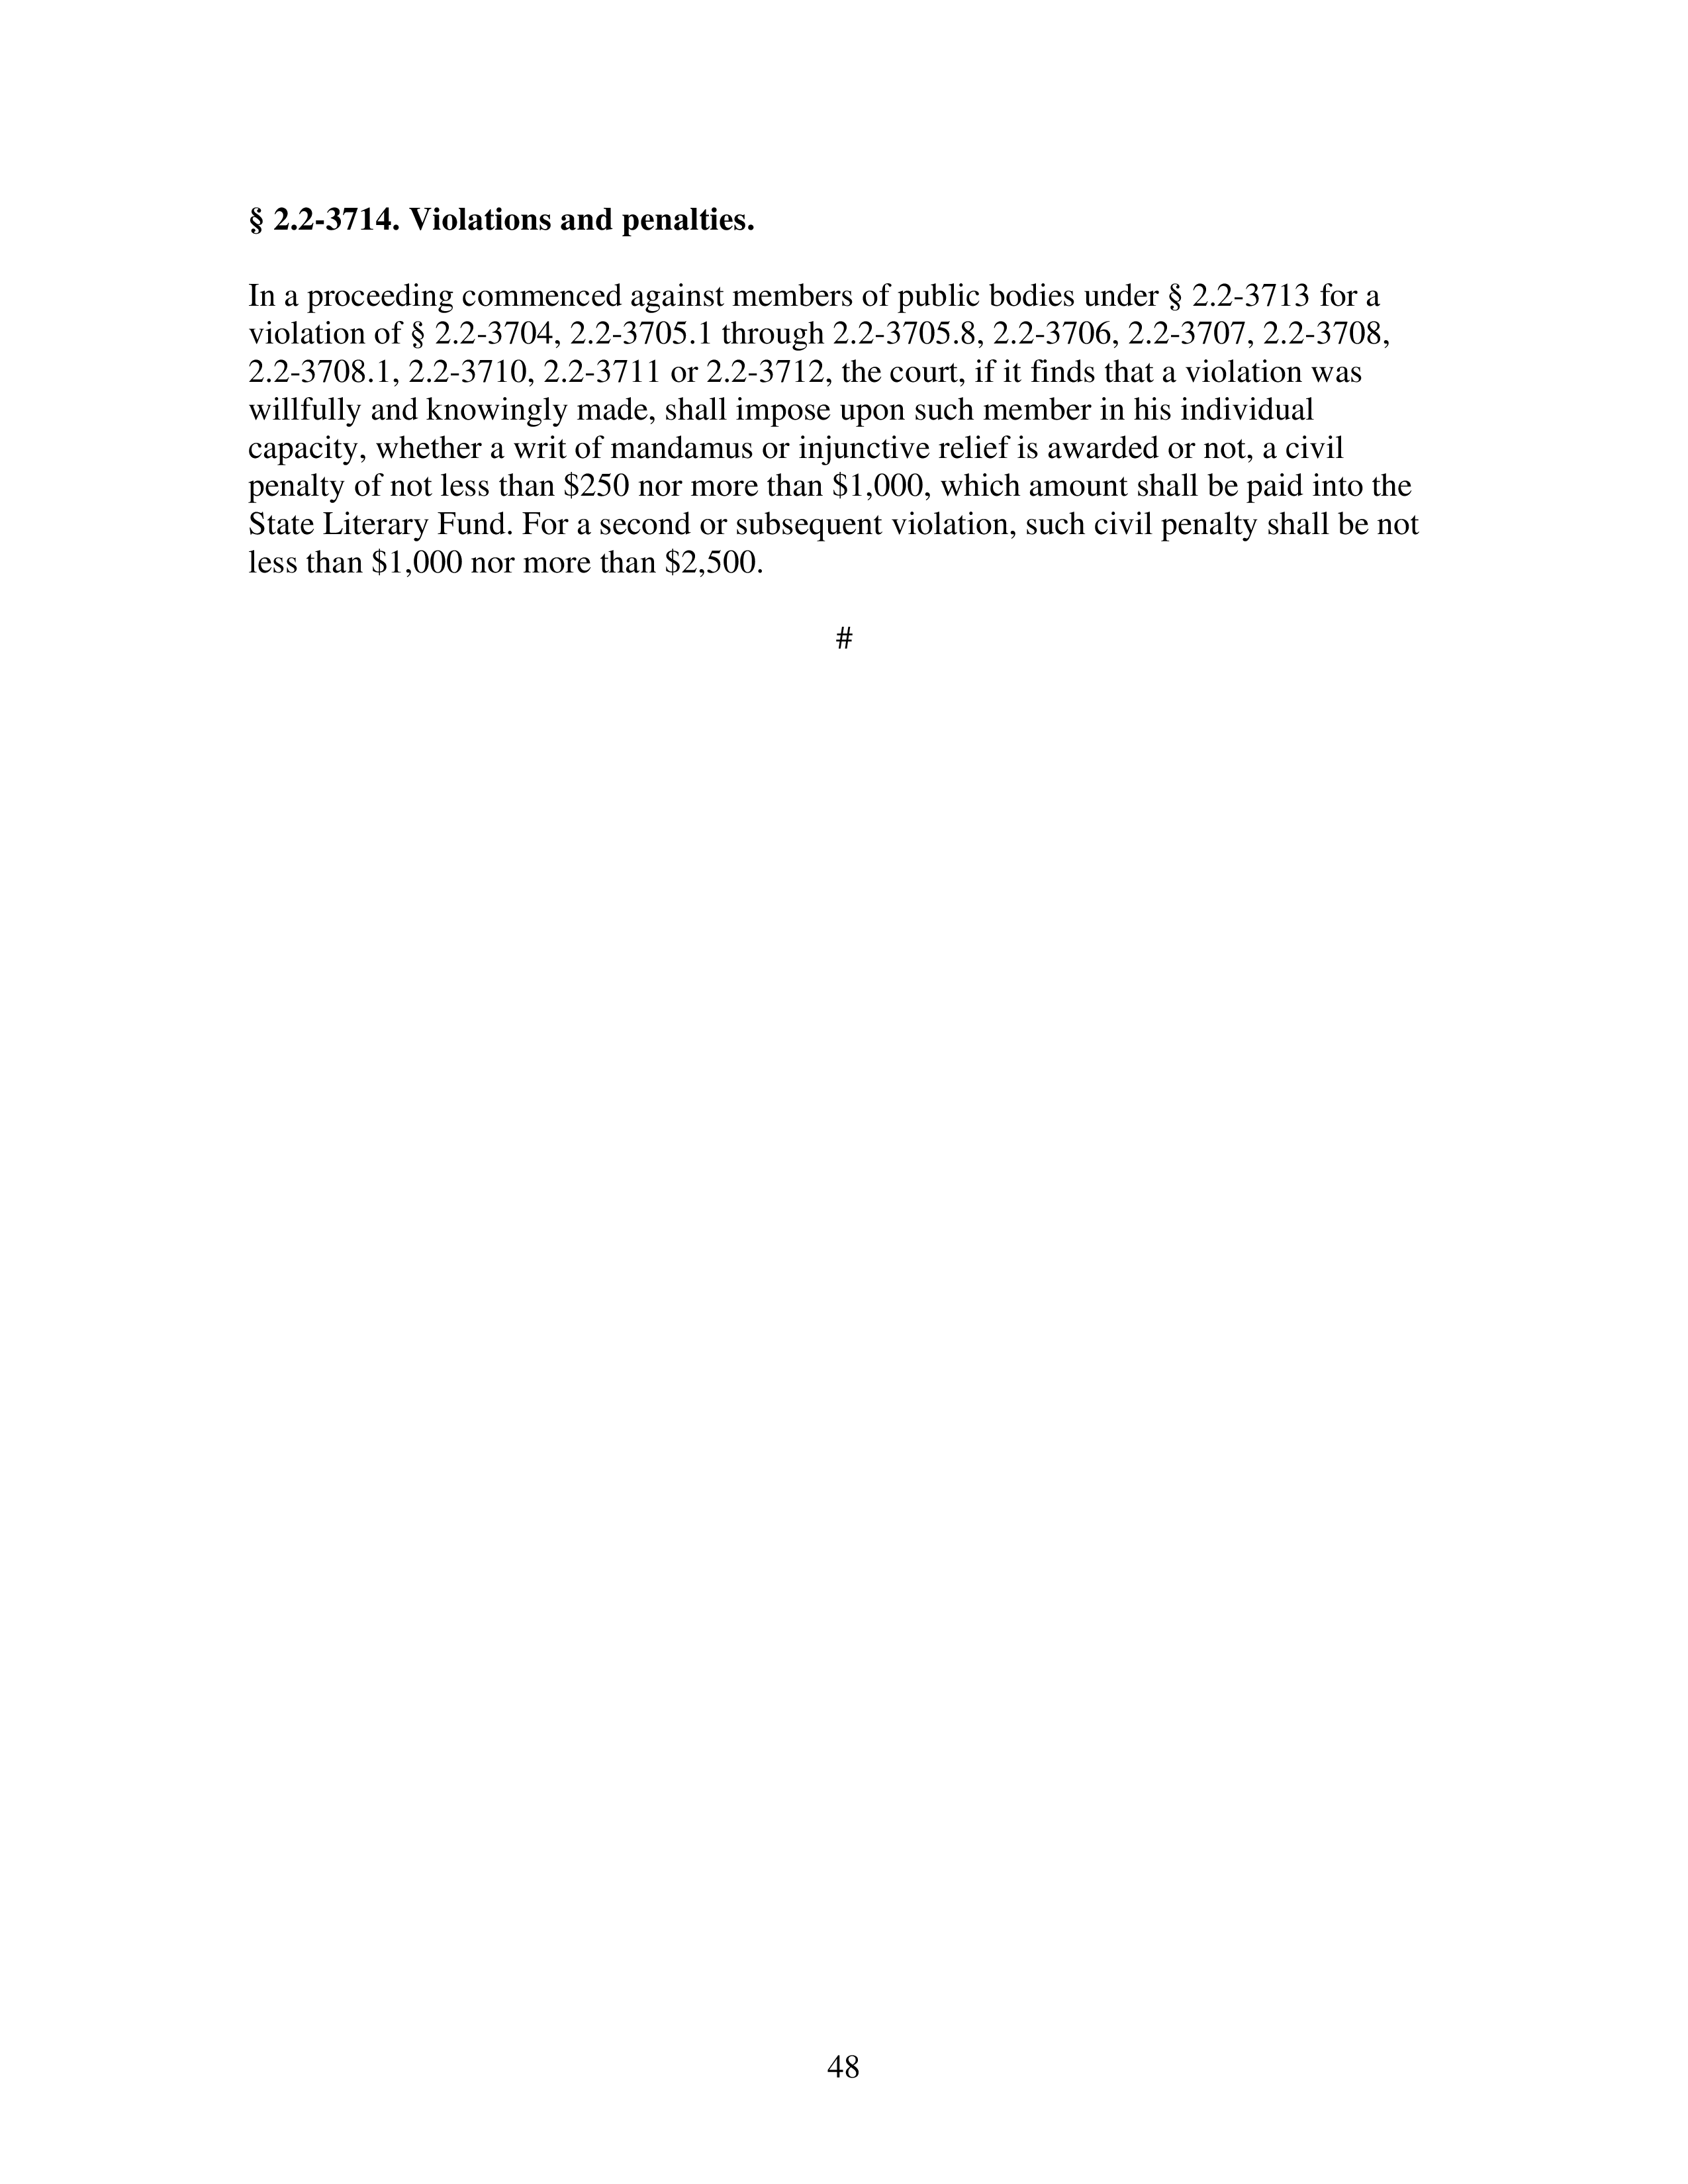 § 2.2-3714. Violations and penalties.
In a proceeding commenced against members of public bodies under § 2.2-3713 for a
violation of § 2.2-3704, 2.2-3705.1 through 2.2-3705.8, 2.2-3706, 2.2-3707, 2.2-3708,
2.2-3708.1, 2.2-3710, 2.2-3711 or 2.2-3712, the court, if it finds that a violation was
willfully and knowingly made, shall impose upon such member in his individual
capacity, whether a writ of mandamus or injunctive relief is awarded or not, a civil
penalty of not less than $250 nor more than $1,000, which amount shall be paid into the
State Literary Fund. For a second or subsequent violation, such civil penalty shall be not
less than $1,000 nor more than $2,500.
#
48